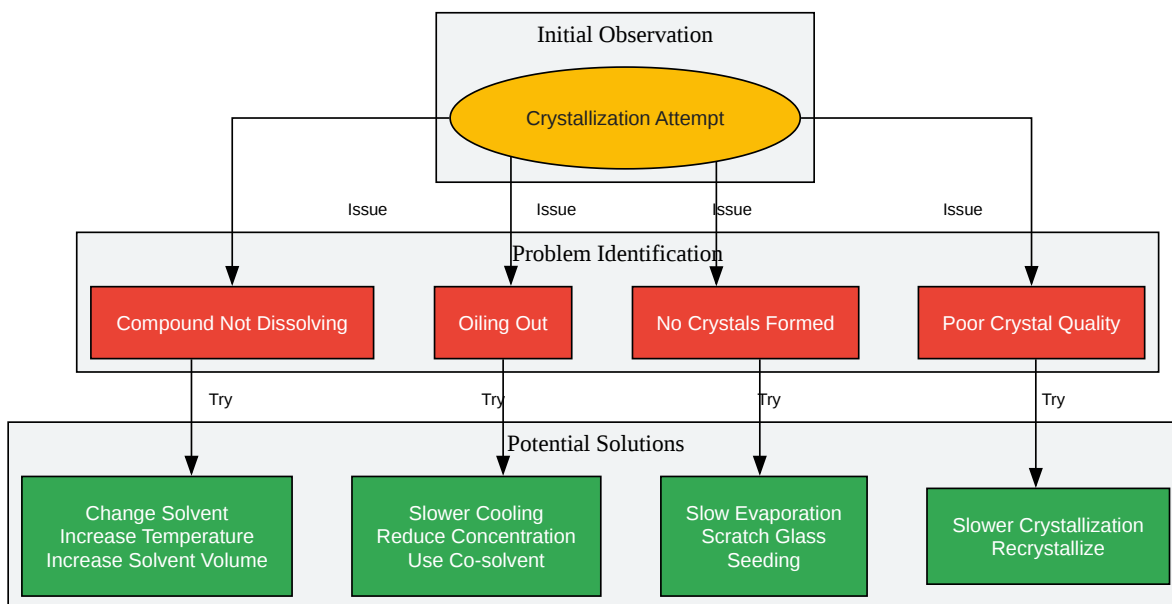 Initial Observation
Crystallization Attempt
Issue
Issue
Issue
Issue
Problem Identification
Compound Not Dissolving
Oiling Out
No Crystals Formed
Poor Crystal Quality
Try
Try
Try
Try
Potential Solutions
Change Solvent
Increase Temperature
Increase Solvent Volume
Slower Cooling
Reduce Concentration
Use Co-solvent
Slow Evaporation
Scratch Glass
Seeding
Slower Crystallization
Recrystallize